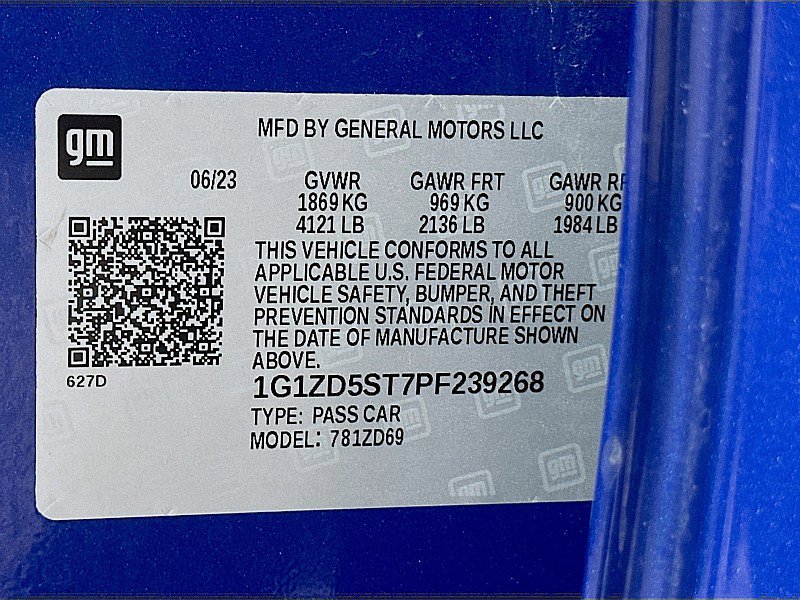 gm
MFD BY GENERAL MOTORS LLC
06/23 GVWR GAWR FRT GAWR
1869 KG 969 KG 900 KG
4121 LB 2136 LB 1984 LB
THIS VEHICLE CONFORMS TO ALL
APPLICABLE U.S. FEDERAL MOTOR
VEHICLE SAFETY, BUMPER, AND THEFT
PREVENTION STANDARDS IN EFFECT ON
THE DATE OF MANUFACTURE SHOWN
ABOVE.
627D
1G1ZD5ST7PF239268
TYPE: PASS CAR
MODEL: 781ZD69